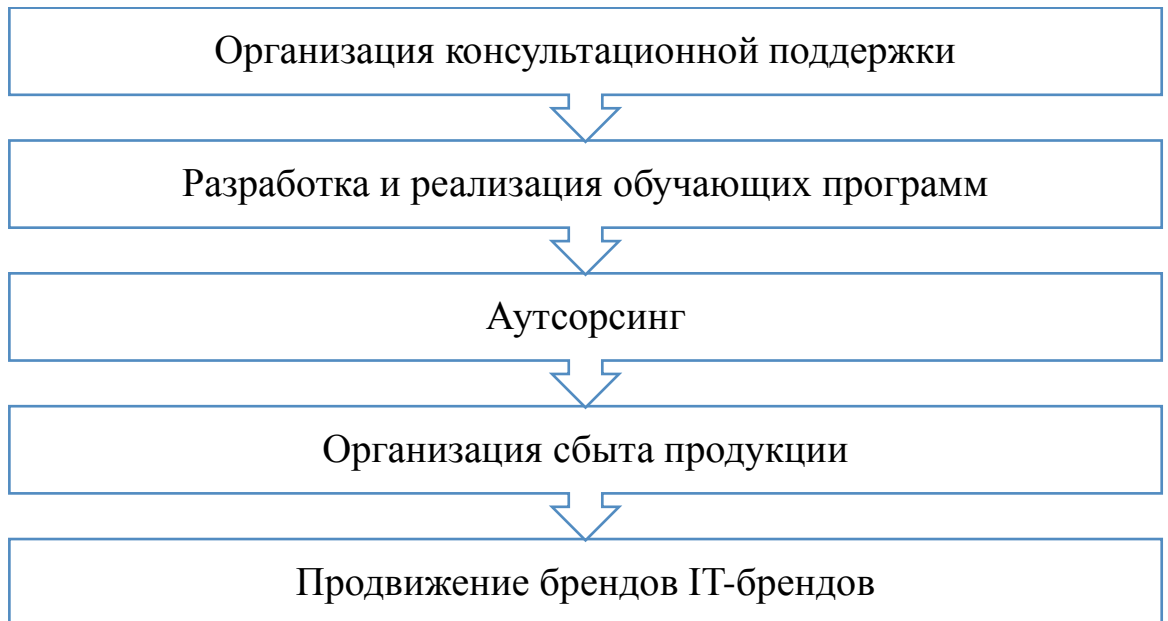 Организация консультационной поддержки
Разработка и реализация обучающих программ
Аутсорсинг
Организация сбыта продукции
Продвижение брендов IT-брендов